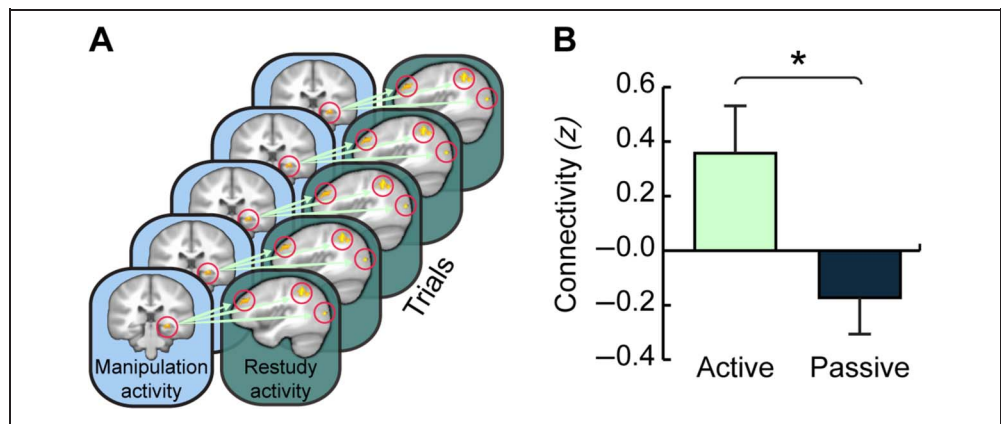 A
Manipulation
activity
Restudy
activity
Trials
B
*
0.6
0.4
0.2
–0.0
–0.2
–0.4
Connectivity (z)
Active Passive